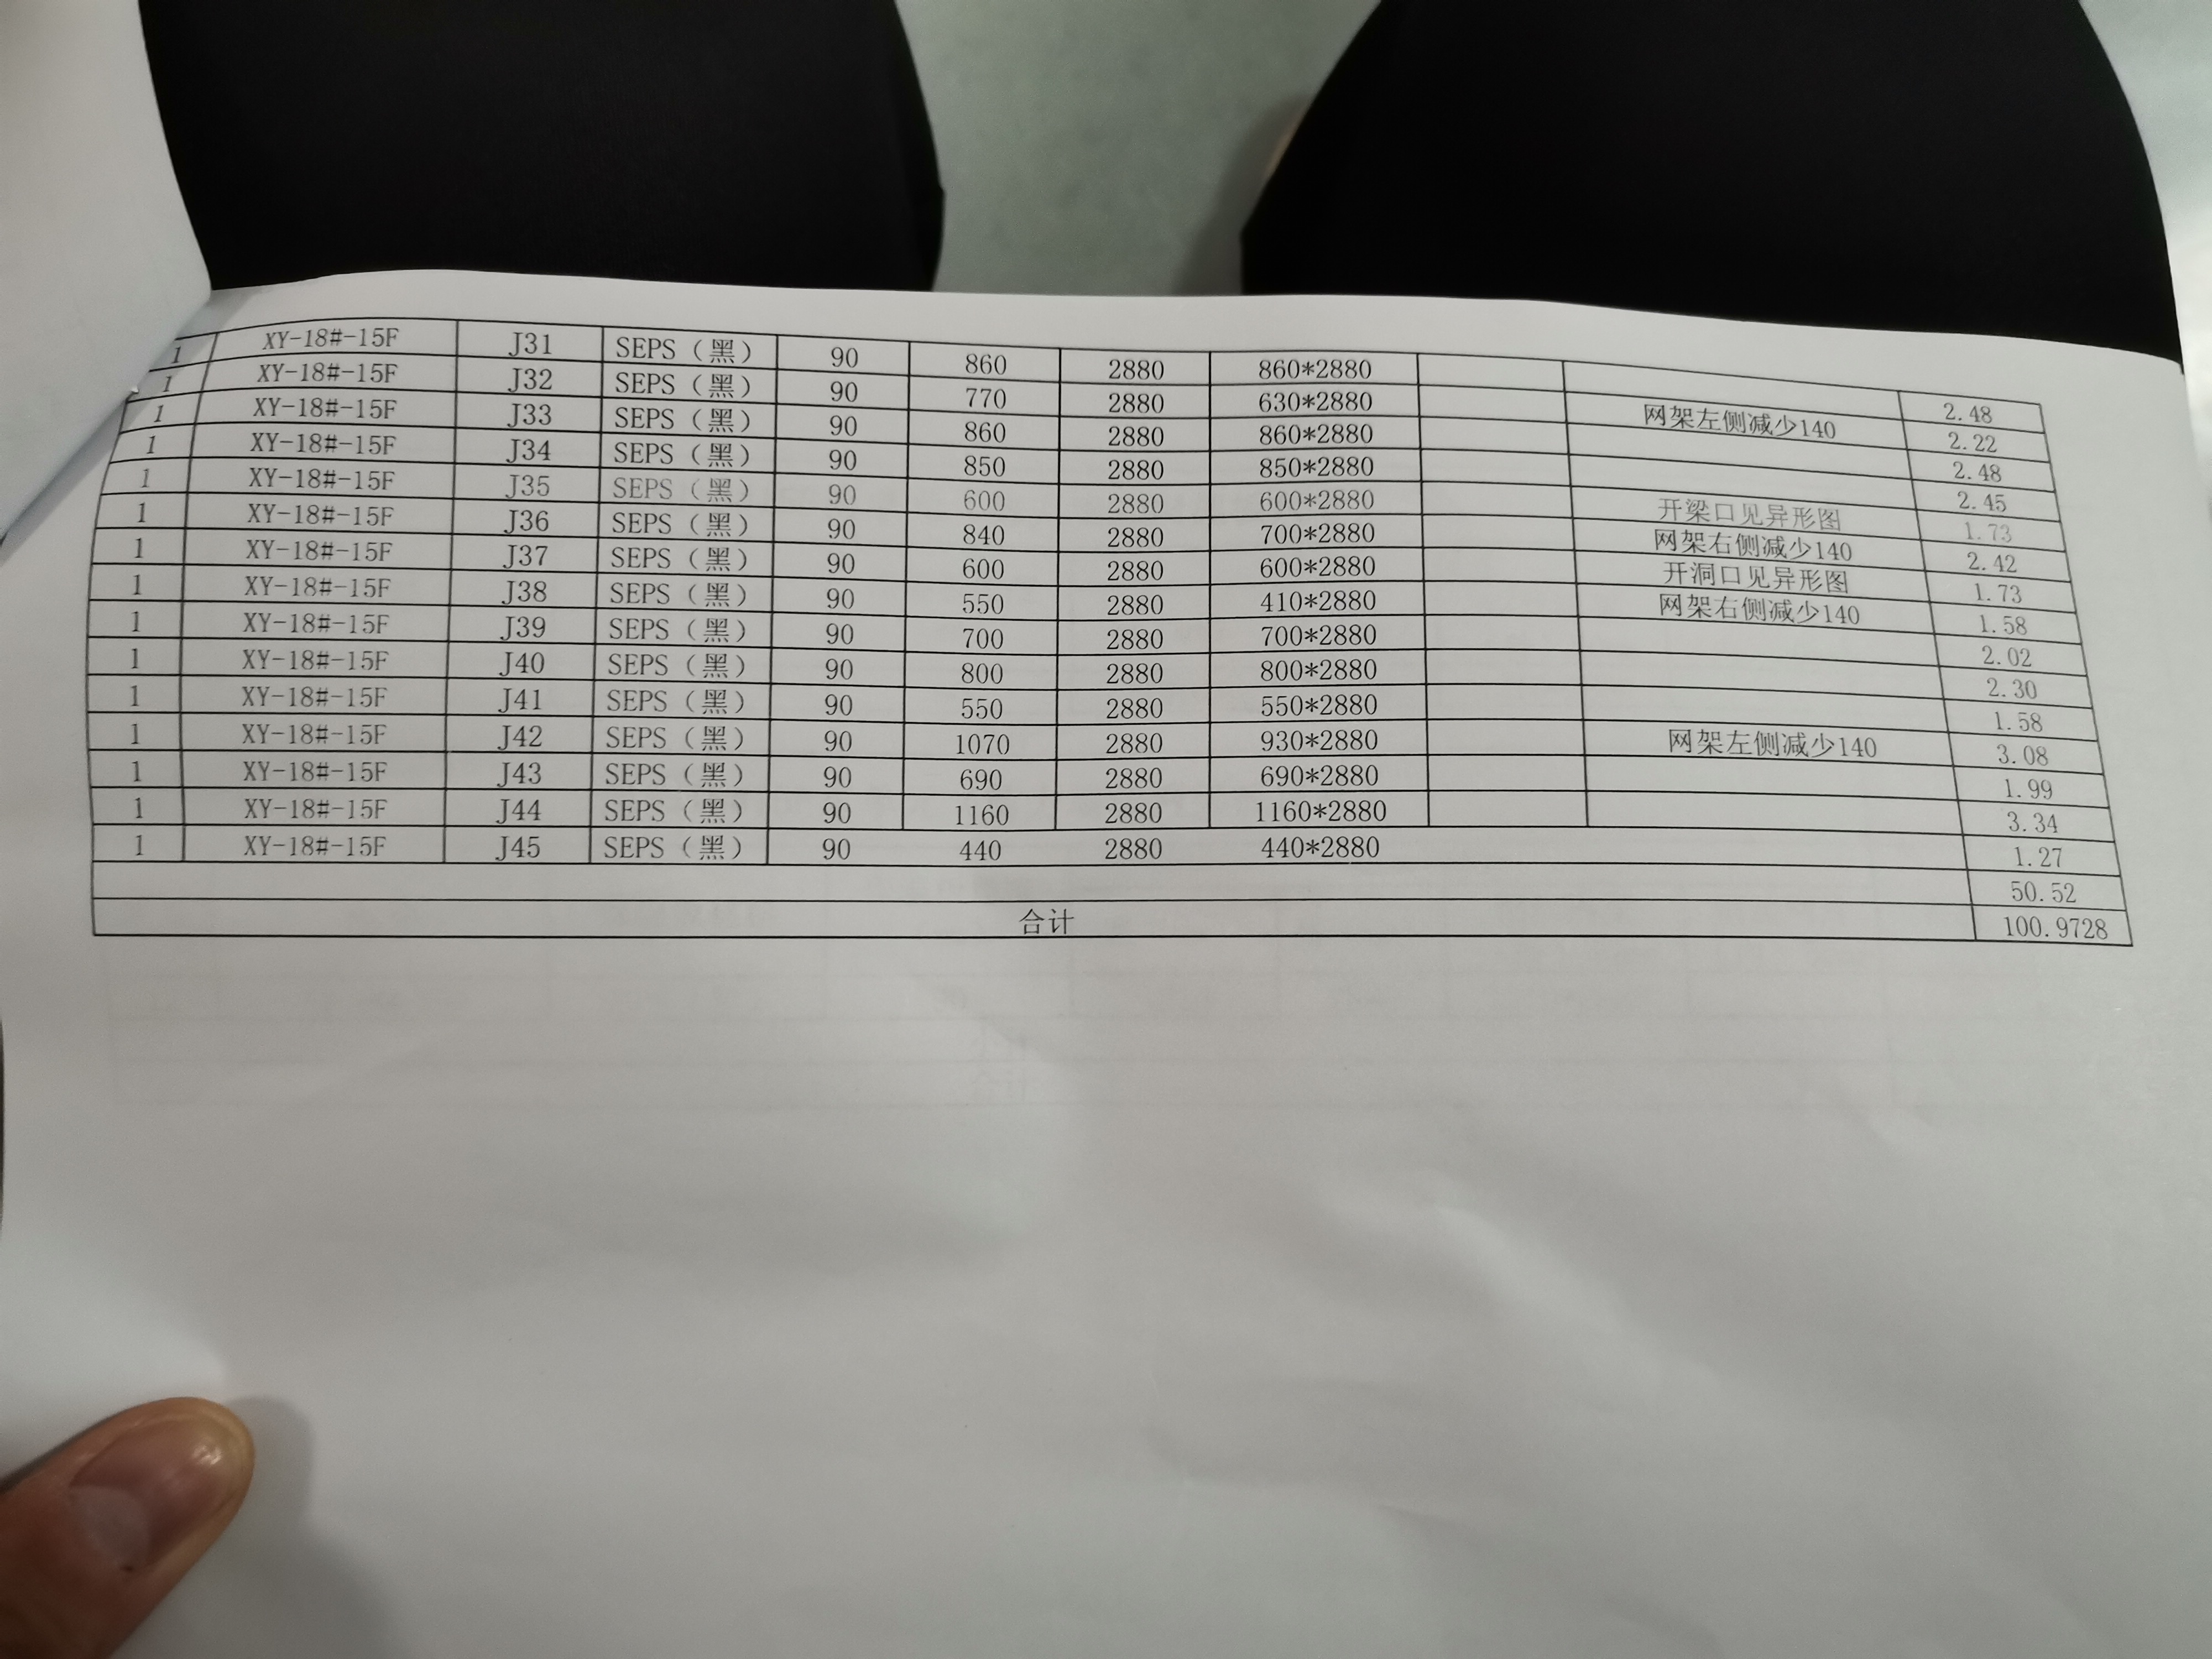 1 XY-18#-15F J31 SEPS（黑） 90 860 2880 860*2880 2.48
1 XY-18#-15F J32 SEPS（黑） 90 770 2880 630*2880 网架左侧减少140 2.22
1 XY-18#-15F J33 SEPS（黑） 90 860 2880 860*2880 2.48
1 XY-18#-15F J34 SEPS（黑） 90 850 2880 850*2880 2.45
1 XY-18#-15F J35 SEPS（黑） 90 600 2880 600*2880 开梁口见异形图 1.73
1 XY-18#-15F J36 SEPS（黑） 90 840 2880 700*2880 网架右侧减少140 2.42
1 XY-18#-15F J37 SEPS（黑） 90 600 2880 600*2880 开洞口见异形图 1.73
1 XY-18#-15F J38 SEPS（黑） 90 550 2880 410*2880 网架右侧减少140 1.58
1 XY-18#-15F J39 SEPS（黑） 90 700 2880 700*2880 2.02
1 XY-18#-15F J40 SEPS（黑） 90 800 2880 800*2880 2.30
1 XY-18#-15F J41 SEPS（黑） 90 550 2880 550*2880 1.58
1 XY-18#-15F J42 SEPS（黑） 90 1070 2880 930*2880 网架左侧减少140 3.08
1 XY-18#-15F J43 SEPS（黑） 90 690 2880 690*2880 1.99
1 XY-18#-15F J44 SEPS（黑） 90 1160 2880 1160*2880 3.34
1 XY-18#-15F J45 SEPS（黑） 90 440 2880 440*2880 1.27
50.52
合计 100.9728